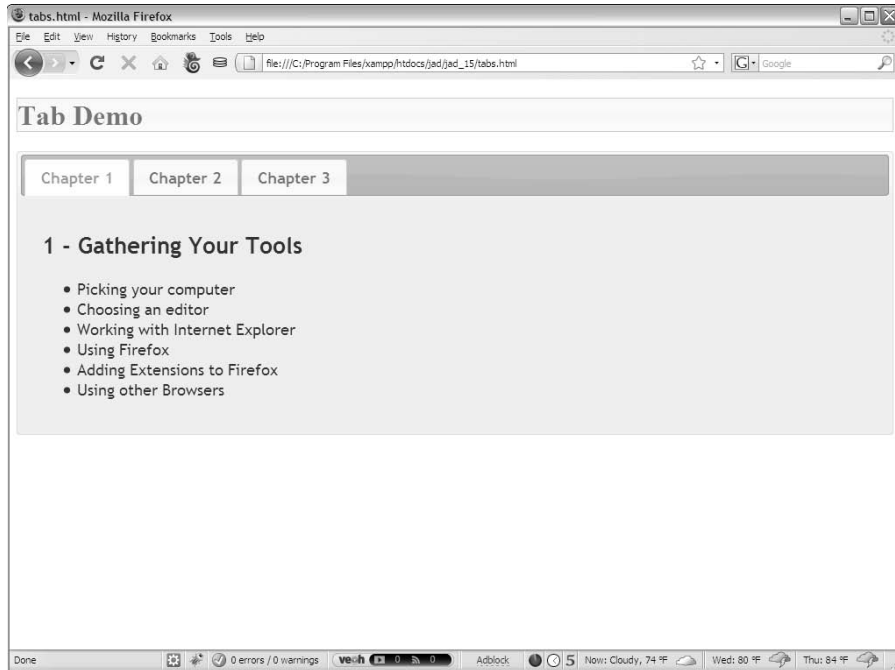 tabs.html - Mozilla Firefox
File Edit View History Bookmarks Tools Help
file:///C:/Program Files/xampp/htdocs/jad/jad_15/tabs.html
G Google
Tab Demo
Chapter 1 Chapter 2 Chapter 3
1 - Gathering Your Tools
• Picking your computer
• Choosing an editor
• Working with Internet Explorer
• Using Firefox
• Adding Extensions to Firefox
• Using other Browsers
Done 0 errors / 0 warnings veoh 0 0 Adblock 5 Now: Cloudy, 74 °F Wed: 80 °F Thu: 84 °F